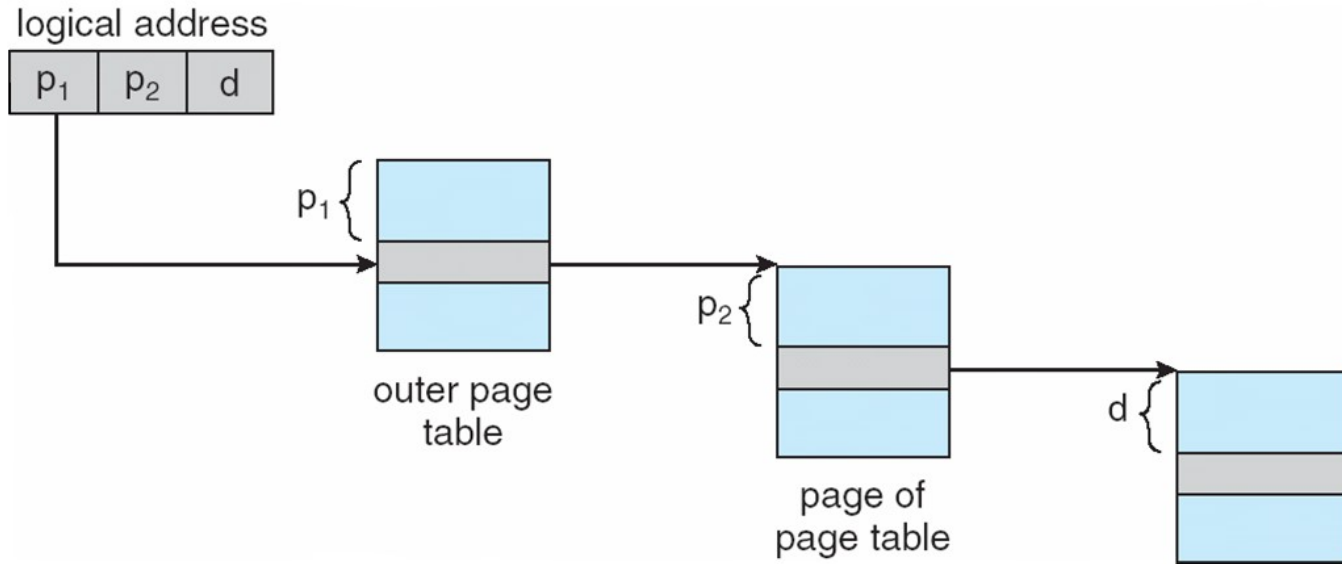 logical address
p₁ p₂ d
p₁
outer page
table
p₂
page of
page table
d